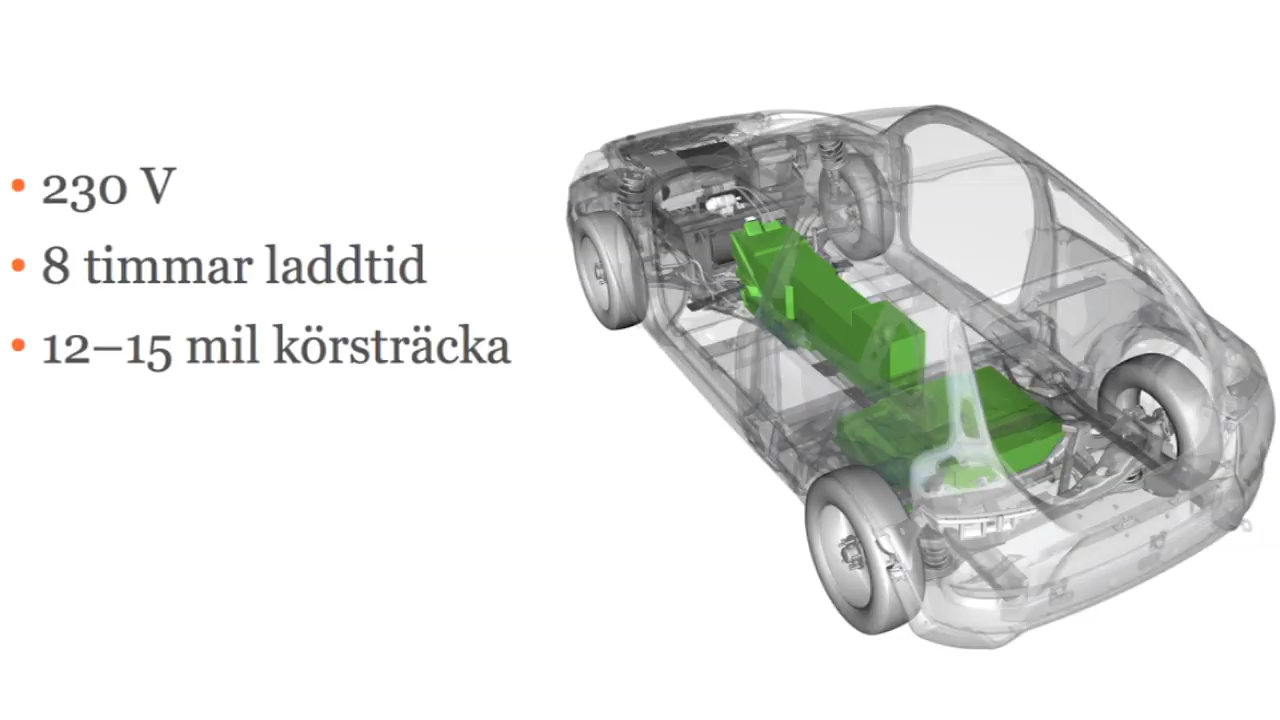 • 230 V
• 8 timmar laddtid
• 12–15 mil körsträcka